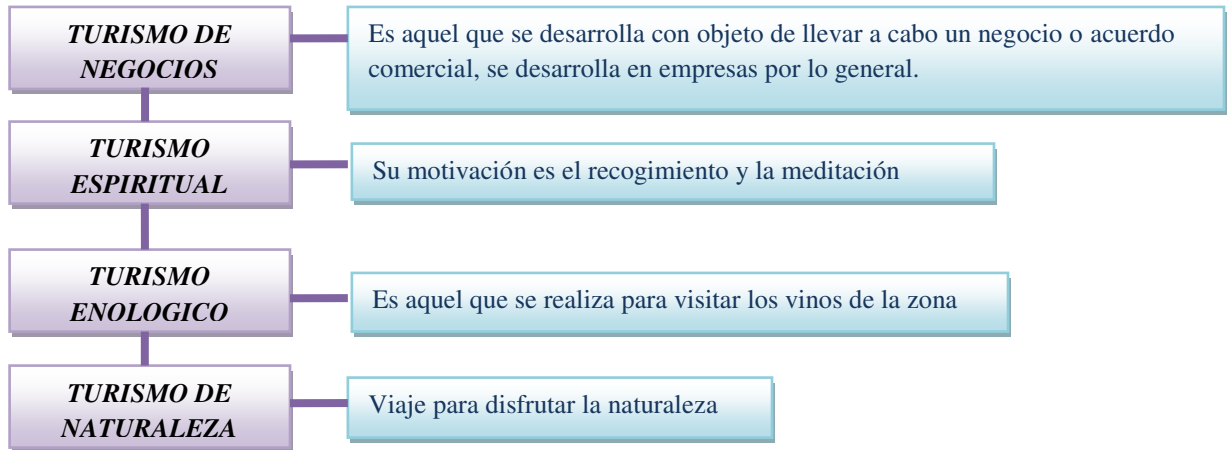 TURISMO DE
NEGOCIOS
Es aquel que se desarrolla con objeto de llevar a cabo un negocio o acuerdo
comercial, se desarrolla en empresas por lo general.
TURISMO
ESPIRITUAL
Su motivación es el recogimiento y la meditación
TURISMO
ENOLOGICO
Es aquel que se realiza para visitar los vinos de la zona
TURISMO DE
NATURALEZA
Viaje para disfrutar la naturaleza